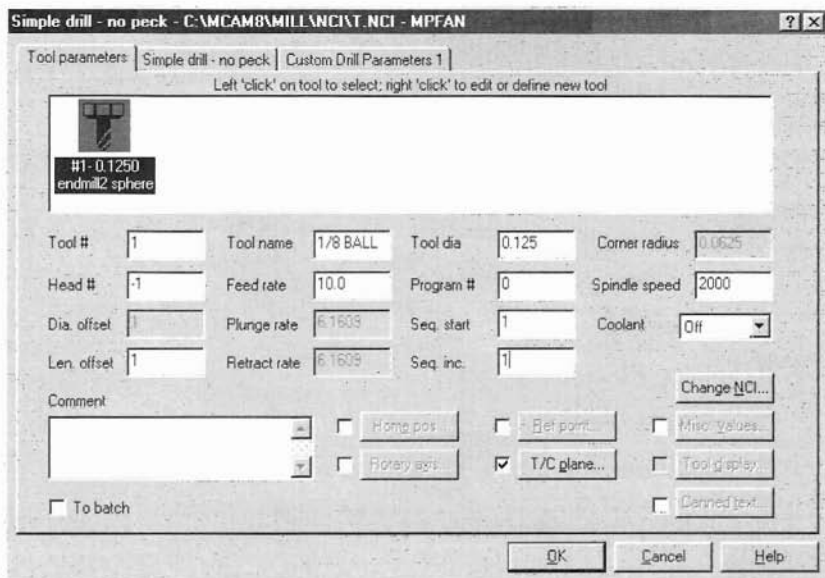 Simple drill - no peck - C:\MCAM8\MILL\NCI\T.NCI - MPFAN
Tool parameters Simple drill - no peck Custom Drill Parameters 1
Left 'click' on tool to select; right 'click' to edit or define new tool
#1- 0.1250
endmill2 sphere
Tool # 1 Tool name 1/8 BALL Tool dia 0.125 Corner radius 0.0625
Head # -1 Feed rate 10.0 Program # 0 Spindle speed 2000
Dia. offset 1 Plunge rate 6.1609 Seq. start 1 Coolant Off
Len. offset 1 Retract rate 6.1609 Seq. inc. 1
Change NCI...
Comment
Home pos... Ref point... Misc. values...
Rotary axis... T/C plane... Tool display...
To batch Canned text...
OK Cancel Help